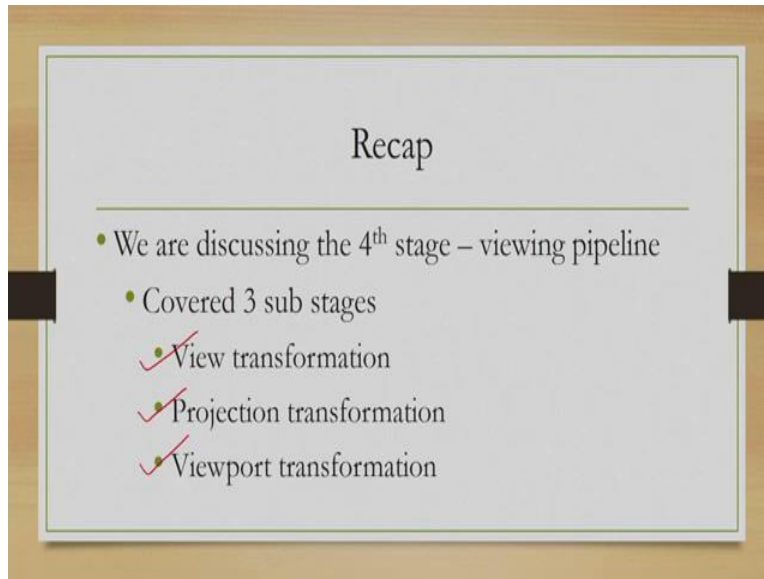 Recap
• We are discussing the 4th stage – viewing pipeline
• Covered 3 sub stages
• View transformation
• Projection transformation
• Viewport transformation